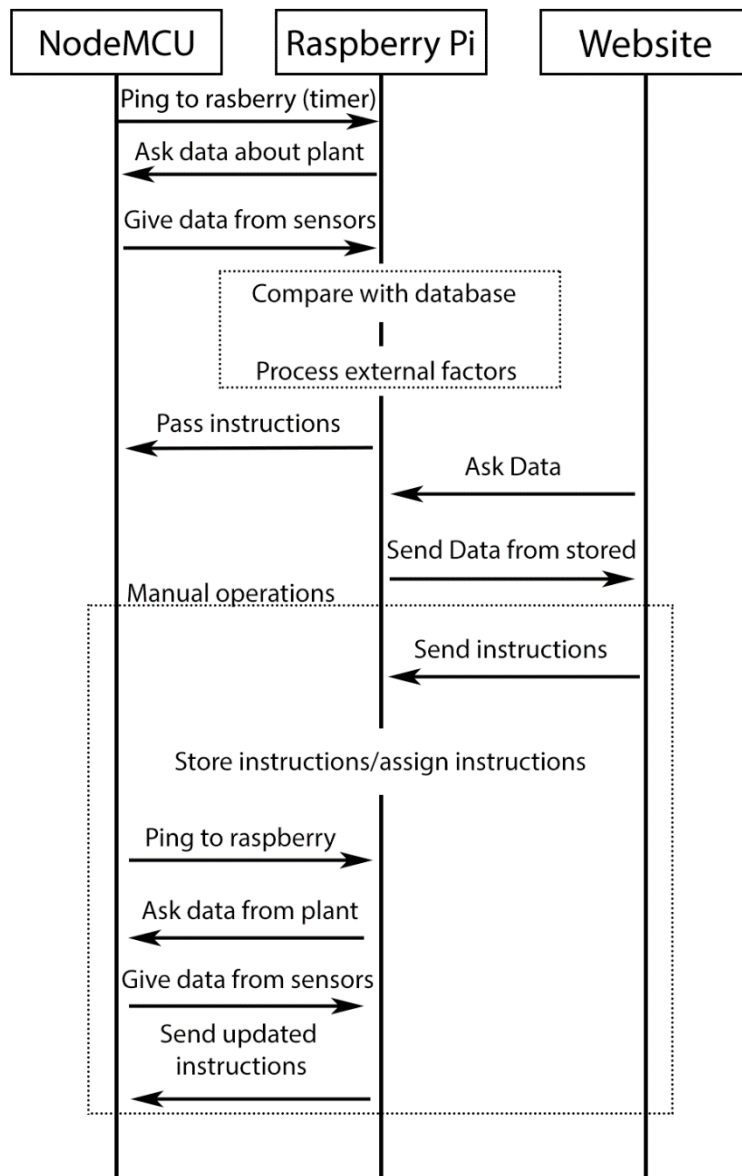 NodeMCU
Raspberry Pi
Website
Ping to rasberry (timer)
Ask data about plant
Give data from sensors
Compare with database
Process external factors
Pass instructions
Ask Data
Send Data from stored
Manual operations
Send instructions
Store instructions/assign instructions
Ping to raspberry
Ask data from plant
Give data from sensors
Send updated
instructions